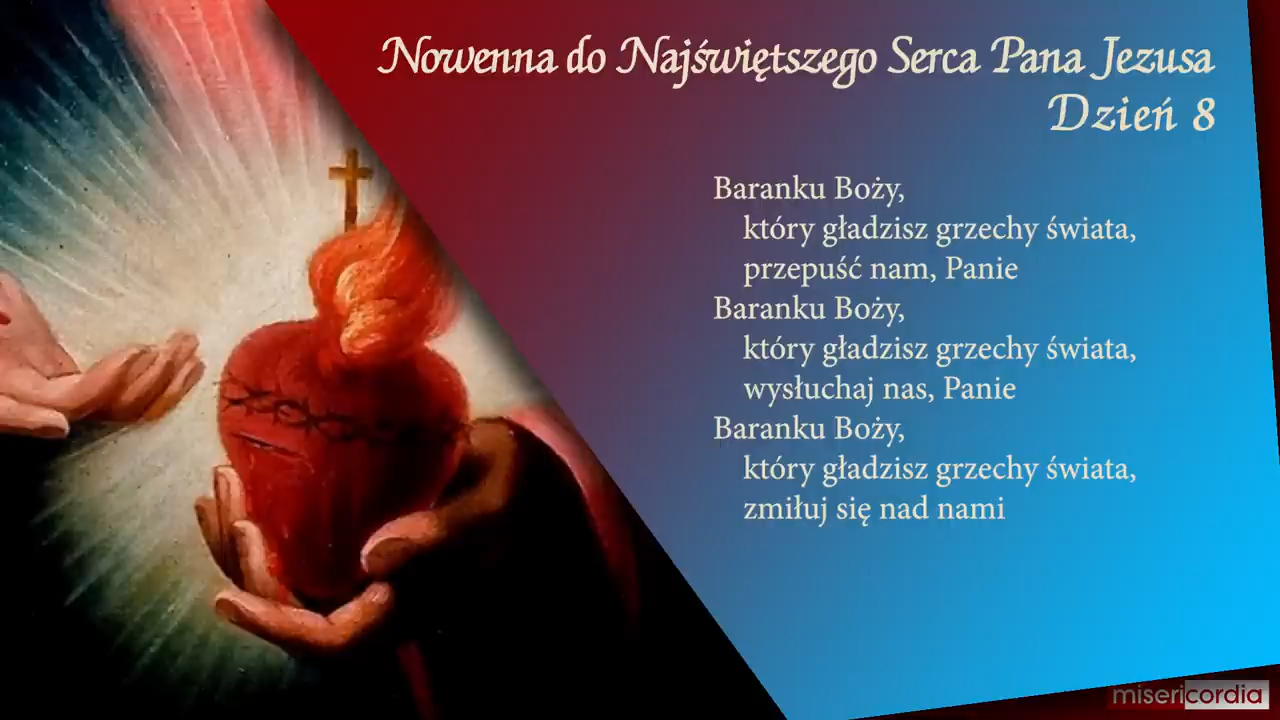 Nowenna do Najświętszego Serca Pana Jezusa
Dzień 8
Baranku Boży,
który gładzisz grzechy świata,
przepuść nam, Panie
Baranku Boży,
który gładzisz grzechy świata,
wysłuchaj nas, Panie
Baranku Boży,
który gładzisz grzechy świata,
zmiłuj się nad nami
misericordia